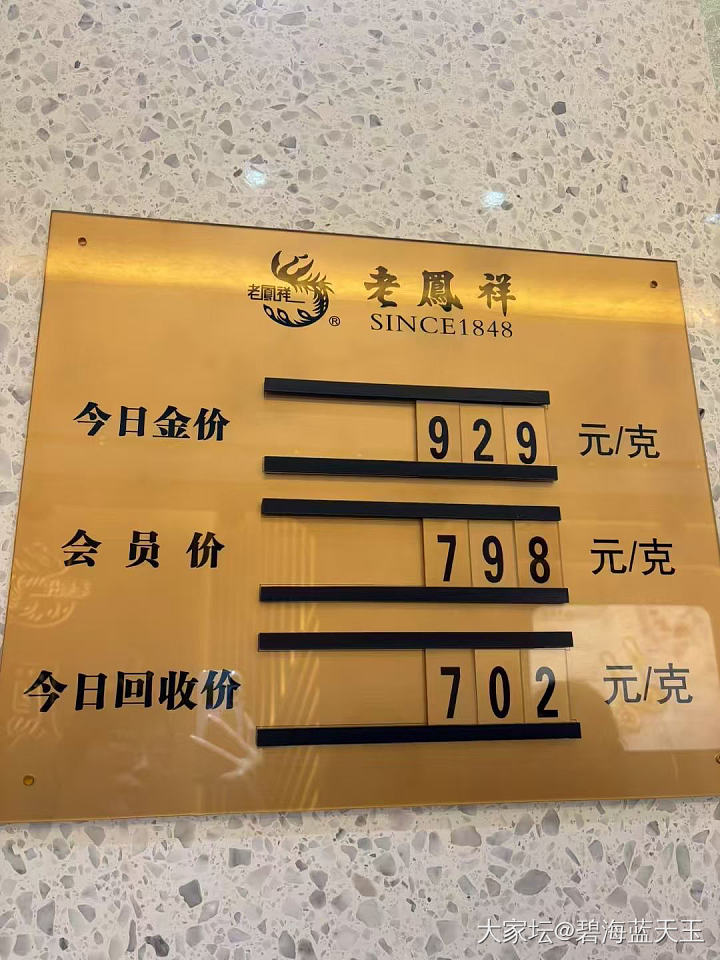 老鳳祥
®
老鳳祥
SINCE1848
今日金价 929 元/克
会员价 798 元/克
今日回收价 702 元/克
大家坛@碧海蓝天玉